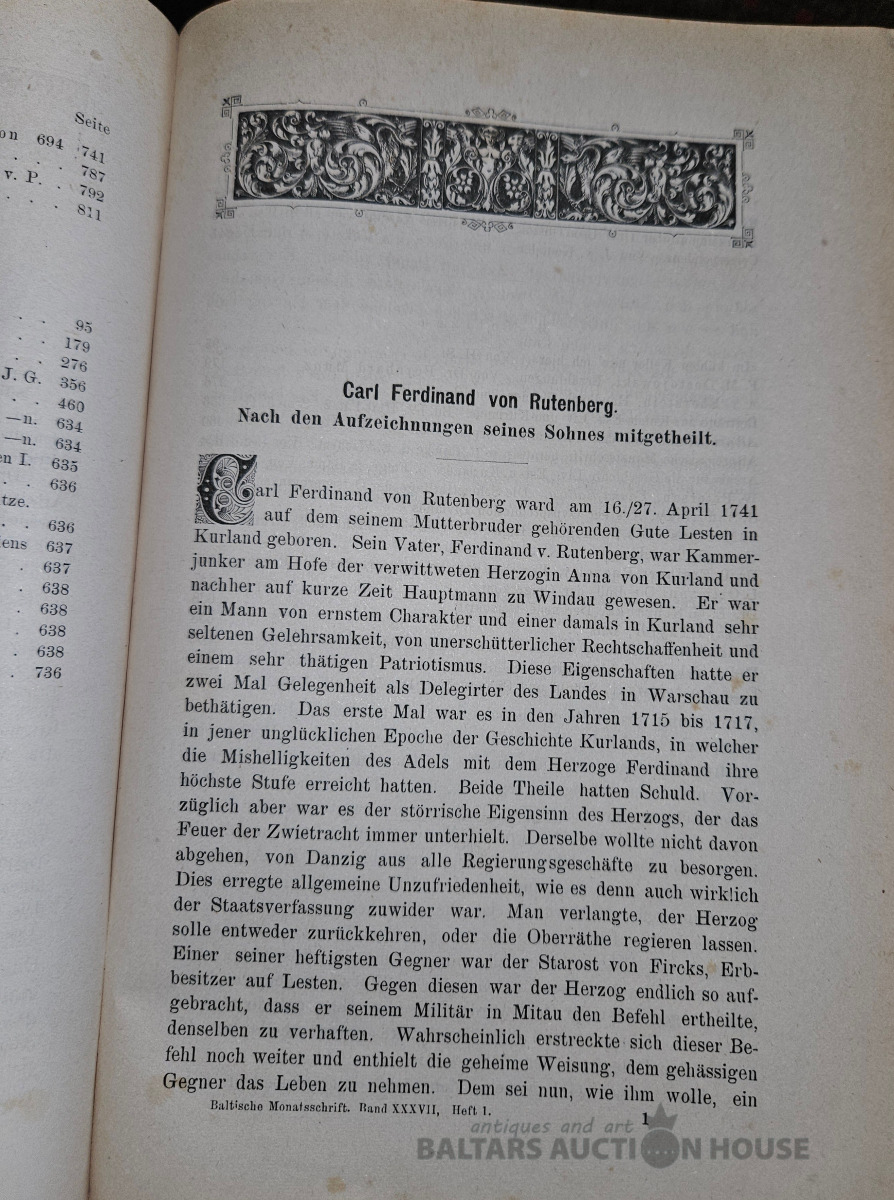 Seite
on 694 741
. . . 787
v. P. . . 792
. . . 811
. . 95
. . 179
. . 276
J. G. 356
. . 460
—n. 634
—n. 634
en I. 635
. . 636
tze.
. . 636
ens 637
. 637
. 638
. 638
. 638
. 638
. 736
Carl Ferdinand von Rutenberg.
Nach den Aufzeichnungen seines Sohnes mitgetheilt.
Carl Ferdinand von Rutenberg ward am 16./27. April 1741
auf dem seinem Mutterbruder gehörenden Gute Lesten in
Kurland geboren. Sein Vater, Ferdinand v. Rutenberg, war Kammer-
junker am Hofe der verwittweten Herzogin Anna von Kurland und
nachher auf kurze Zeit Hauptmann zu Windau gewesen. Er war
ein Mann von ernstem Charakter und einer damals in Kurland sehr
seltenen Gelehrsamkeit, von unerschütterlicher Rechtschaffenheit und
einem sehr thätigen Patriotismus. Diese Eigenschaften hatte er
zwei Mal Gelegenheit als Delegirter des Landes in Warschau zu
bethätigen. Das erste Mal war es in den Jahren 1715 bis 1717,
in jener unglücklichen Epoche der Geschichte Kurlands, in welcher
die Mishelligkeiten des Adels mit dem Herzoge Ferdinand ihre
höchste Stufe erreicht hatten. Beide Theile hatten Schuld. Vor-
züglich aber war es der störrische Eigensinn des Herzogs, der das
Feuer der Zwietracht immer unterhielt. Derselbe wollte nicht davon
abgehen, von Danzig aus alle Regierungsgeschäfte zu besorgen.
Dies erregte allgemeine Unzufriedenheit, wie es denn auch wirklich
der Staatsverfassung zuwider war. Man verlangte, der Herzog
solle entweder zurückkehren, oder die Oberräthe regieren lassen.
Einer seiner heftigsten Gegner war der Starost von Fircks, Erb-
besitzer auf Lesten. Gegen diesen war der Herzog endlich so auf-
gebracht, dass er seinem Militär in Mitau den Befehl ertheilte,
denselben zu verhaften. Wahrscheinlich erstreckte sich dieser Be-
fehl noch weiter und enthielt die geheime Weisung, dem gehässigen
Gegner das Leben zu nehmen. Dem sei nun, wie ihm wolle, ein
Baltische Monatsschrift. Band XXXVII, Heft 1. 1
antiques and art
BALTARS AUCTION HOUSE